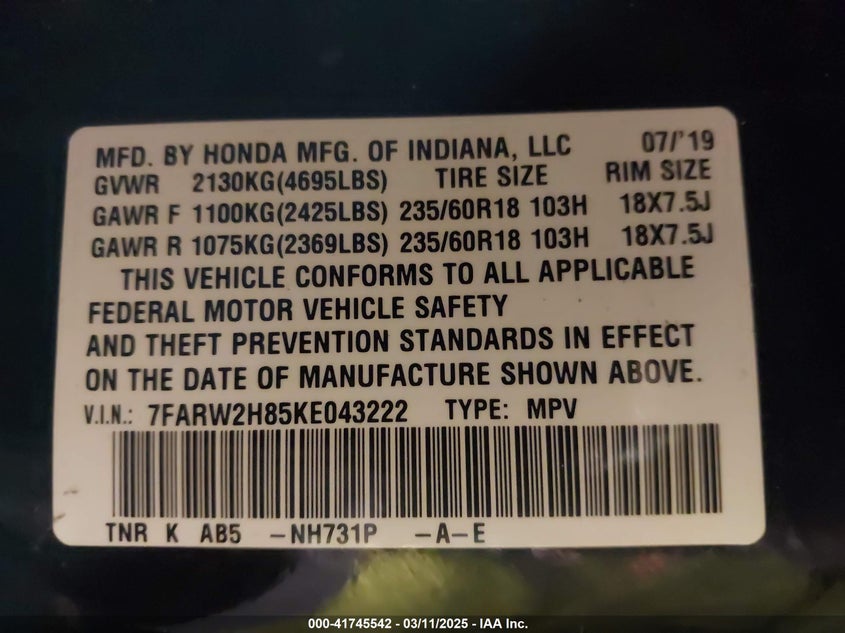 MFD. BY HONDA MFG. OF INDIANA, LLC 07/'19
GVWR 2130KG(4695LBS) TIRE SIZE RIM SIZE
GAWR F 1100KG(2425LBS) 235/60R18 103H 18X7.5J
GAWR R 1075KG(2369LBS) 235/60R18 103H 18X7.5J
THIS VEHICLE CONFORMS TO ALL APPLICABLE
FEDERAL MOTOR VEHICLE SAFETY
AND THEFT PREVENTION STANDARDS IN EFFECT
ON THE DATE OF MANUFACTURE SHOWN ABOVE.
V.I.N.: 7FARW2H85KE043222 TYPE: MPV
TNR K AB5 -NH731P -A-E
000-41745542 - 03/11/2025 - IAA Inc.